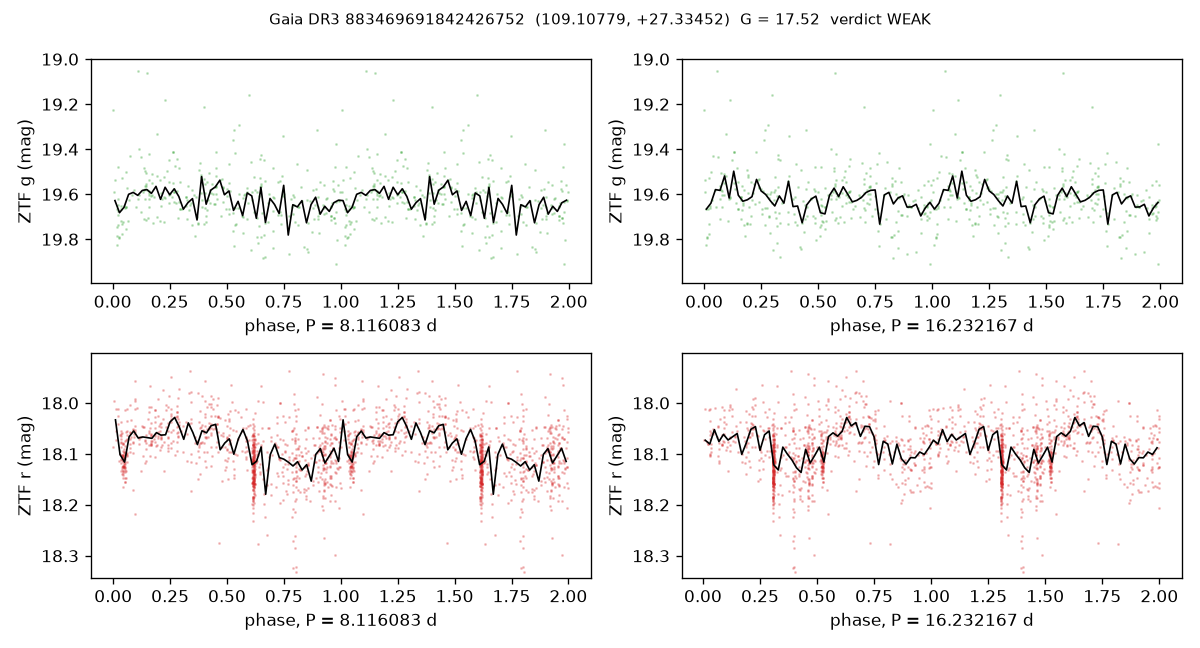 Gaia DR3 883469691842426752 (109.10779, +27.33452) G = 17.52 verdict WEAK
19.0
19.2
19.4
19.6
19.8
ZTF g (mag)
0.00 0.25 0.50 0.75 1.00 1.25 1.50 1.75 2.00
phase, P = 8.116083 d
19.0
19.2
19.4
19.6
19.8
ZTF g (mag)
0.00 0.25 0.50 0.75 1.00 1.25 1.50 1.75 2.00
phase, P = 16.232167 d
18.0
18.1
18.2
18.3
ZTF r (mag)
0.00 0.25 0.50 0.75 1.00 1.25 1.50 1.75 2.00
phase, P = 8.116083 d
18.0
18.1
18.2
18.3
ZTF r (mag)
0.00 0.25 0.50 0.75 1.00 1.25 1.50 1.75 2.00
phase, P = 16.232167 d